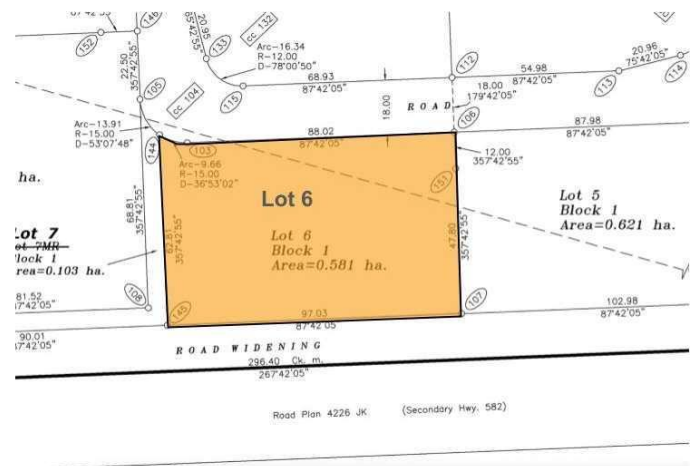 146
152
20.95
cc 132
133
Arc-16.34
R-12.00
D-78°00'50"
112
20.96
87°42'55"
114
22.50
357°42'55"
105
cc 104
115
68.93
87°42'05"
18.00
18.00
179°42'05"
54.98
87°42'05"
113
ROAD
106
Arc-13.91
R-15.00
D-53°07'48"
144
103
88.02
87°42'05"
87.98
87°42'05"
Arc-9.66
R-15.00
D-36°53'02"
12.00
357°42'55"
151
ha.
68.81
357°42'55"
62.81
357°42'55"
Lot 6
Lot 6
Block 1
Area=0.581 ha.
47.80
357°42'55"
Lot 5
Block 1
Area=0.621 ha.
Lot 7
ot 7MR
lock 1
rea=0.103 ha.
81.52
17°42'05"
108
145
97.03
87°42'05
107
102.98
87°42'05"
90.01
17°42'05"
ROAD WIDENING
296.40 Ck. m.
267°42'05"
Road Plan 4226 JK (Secondary Hwy. 582)